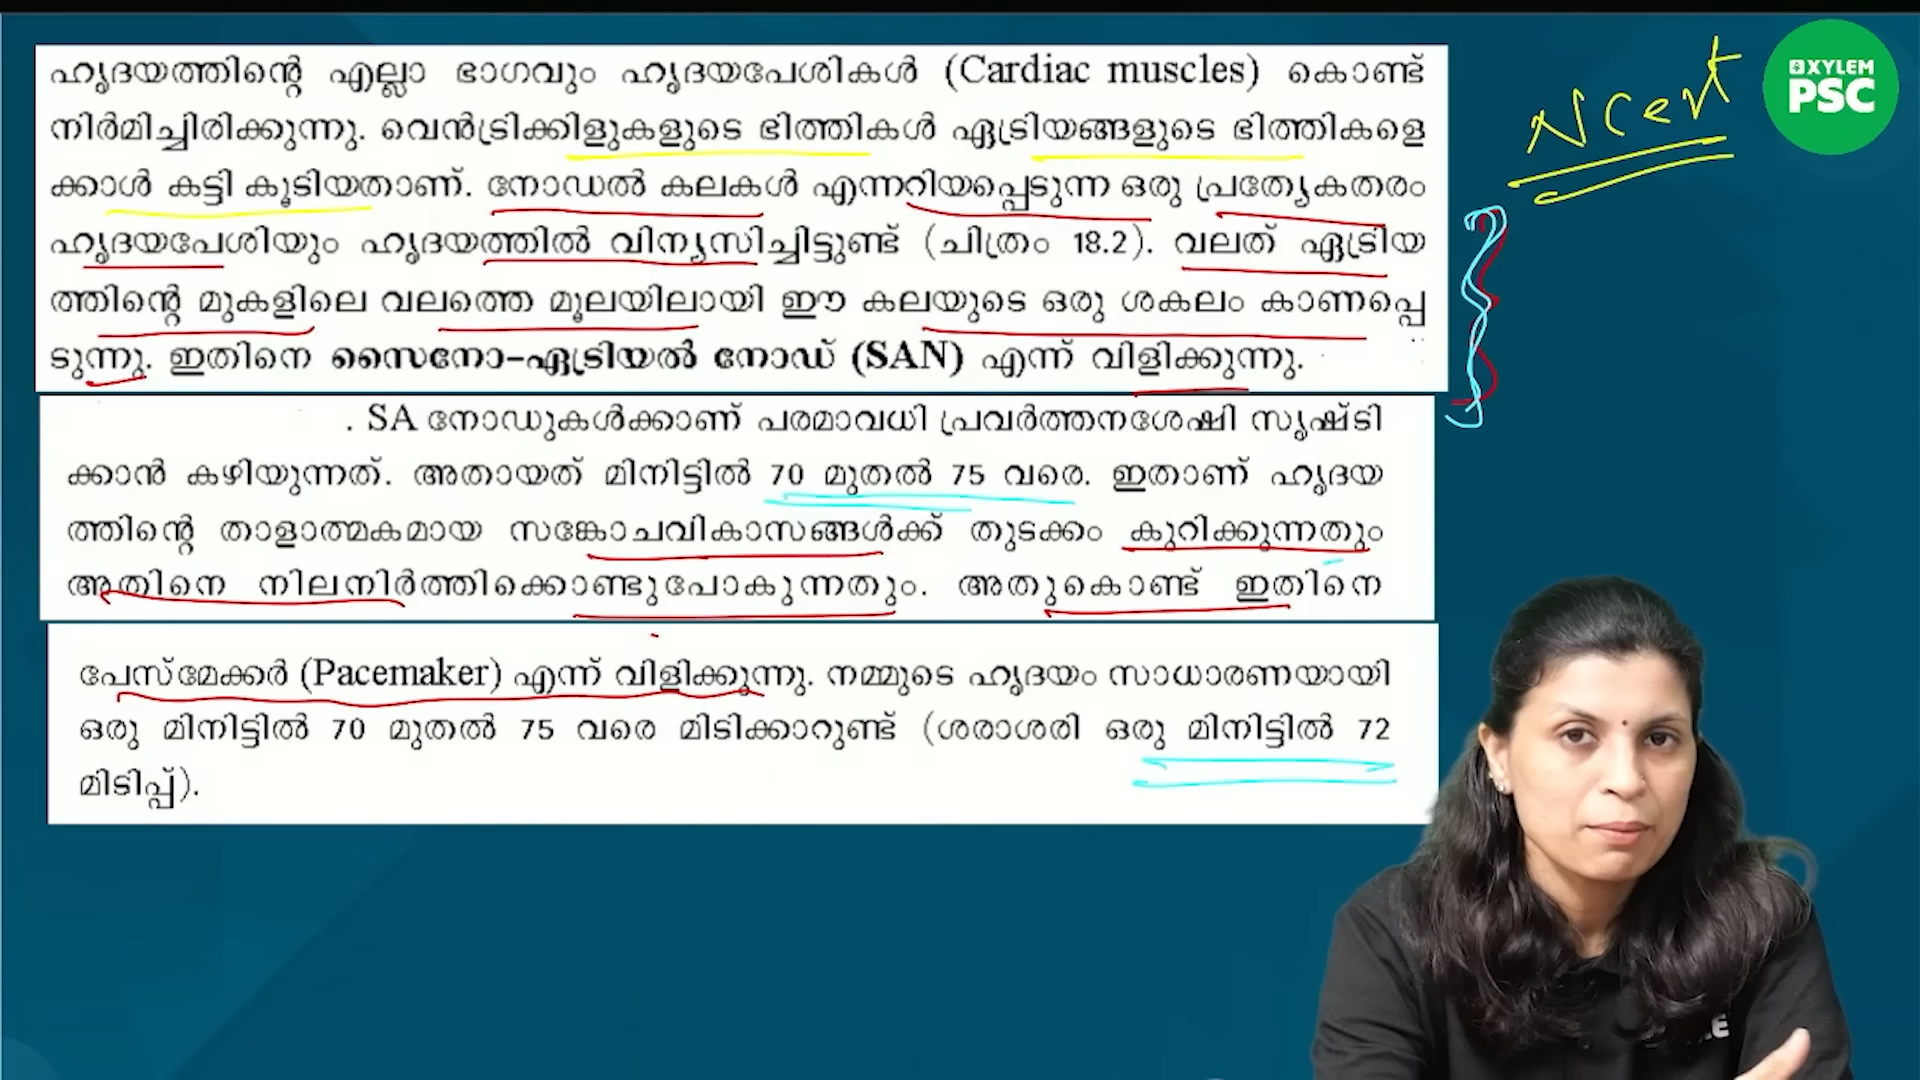 ഹൃദയത്തിന്റെ എല്ലാ ഭാഗവും ഹൃദയപേശികൾ (Cardiac muscles) കൊണ്ട്
നിർമിച്ചിരിക്കുന്നു. വെൻട്രിക്കിളുകളുടെ ഭിത്തികൾ ഏട്രിയങ്ങളുടെ ഭിത്തികളെ
ക്കാൾ കട്ടി കൂടിയതാണ്. നോഡൽ കലകൾ എന്നറിയപ്പെടുന്ന ഒരു പ്രത്യേകതരം
ഹൃദയപേശിയും ഹൃദയത്തിൽ വിന്യസിച്ചിട്ടുണ്ട് (ചിത്രം 18.2). വലത് ഏട്രിയ
ത്തിന്റെ മുകളിലെ വലത്തെ മൂലയിലായി ഈ കലയുടെ ഒരു ശകലം കാണപ്പെ
ടുന്നു. ഇതിനെ സൈനോ-ഏട്രിയൽ നോഡ് (SAN) എന്ന് വിളിക്കുന്നു.
. SA നോഡുകൾക്കാണ് പരമാവധി പ്രവർത്തനശേഷി സൃഷ്ടി
ക്കാൻ കഴിയുന്നത്. അതായത് മിനിട്ടിൽ 70 മുതൽ 75 വരെ. ഇതാണ് ഹൃദയ
ത്തിന്റെ താളാത്മകമായ സങ്കോചവികാസങ്ങൾക്ക് തുടക്കം കുറിക്കുന്നതും
അതിനെ നിലനിർത്തിക്കൊണ്ടുപോകുന്നതും. അതുകൊണ്ട് ഇതിനെ
പേസ്മേക്കർ (Pacemaker) എന്ന് വിളിക്കുന്നു. നമ്മുടെ ഹൃദയം സാധാരണയായി
ഒരു മിനിട്ടിൽ 70 മുതൽ 75 വരെ മിടിക്കാറുണ്ട് (ശരാശരി ഒരു മിനിട്ടിൽ 72
മിടിപ്പ്).
NCert
XYLEM
PSC